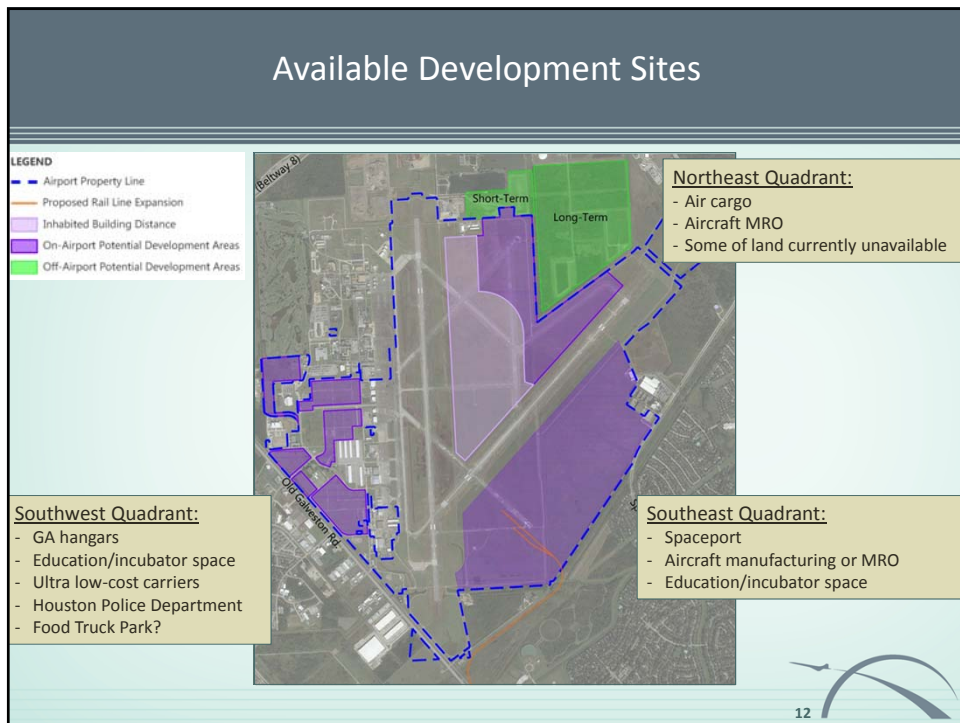 Available Development Sites
LEGEND
Airport Property Line
Proposed Rail Line Expansion
Inhabited Building Distance
On-Airport Potential Development Areas
Off-Airport Potential Development Areas
(Beltway 8)
Short-Term
Long-Term
Northeast Quadrant:
- Air cargo
- Aircraft MRO
- Some of land currently unavailable
Old Galveston Rd.
Southwest Quadrant:
- GA hangars
- Education/incubator space
- Ultra low-cost carriers
- Houston Police Department
- Food Truck Park?
Southeast Quadrant:
- Spaceport
- Aircraft manufacturing or MRO
- Education/incubator space
12